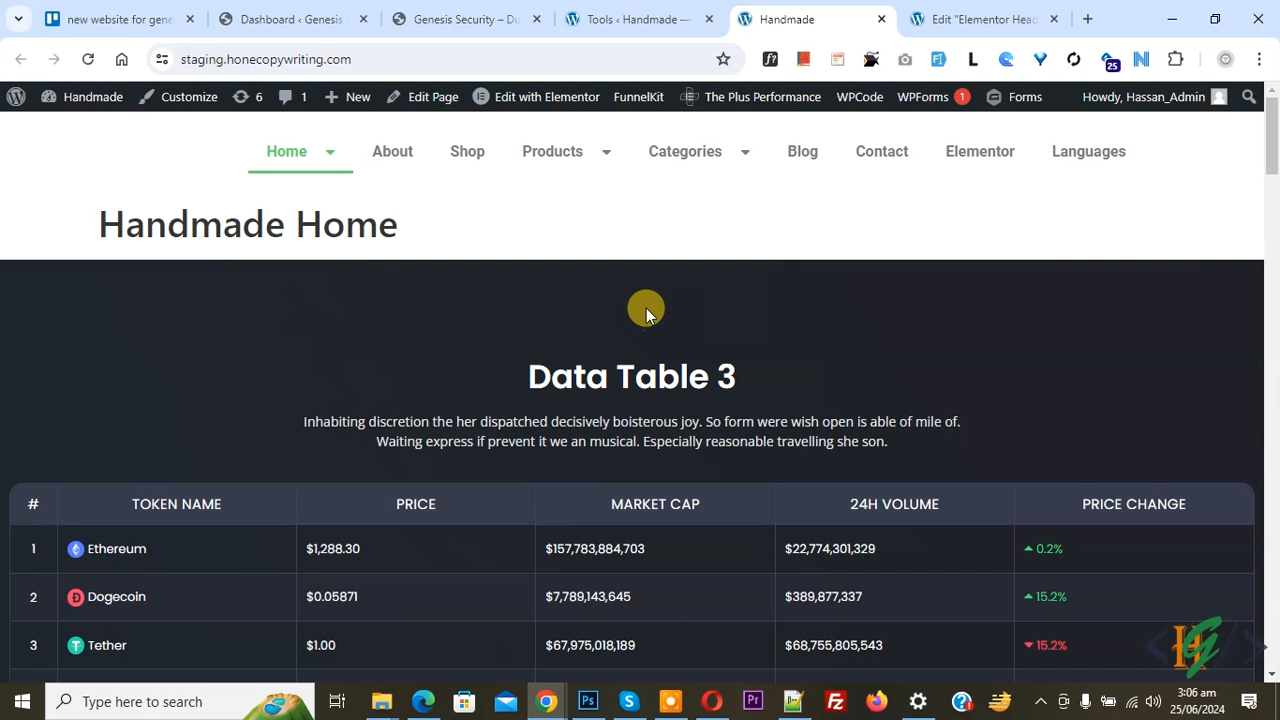 new website for gene
Dashboard ‹ Genesis
Genesis Security – Du
Tools ‹ Handmade —
Handmade
Edit "Elementor Head
staging.homecopywriting.com
25
Handmade
Customize
6
1
New
Edit Page
Edit with Elementor
FunnelKit
The Plus Performance
WPCode
WPForms 1
Forms
Howdy, Hassan_Admin
Home
About
Shop
Products
Categories
Blog
Contact
Elementor
Languages
Handmade Home
Data Table 3
Inhabiting discretion the her dispatched decisively boisterous joy. So form were wish open is able of mile of.
Waiting express if prevent it we an musical. Especially reasonable travelling she son.
# TOKEN NAME PRICE MARKET CAP 24H VOLUME PRICE CHANGE
1 Ethereum $1,288.30 $157,783,884,703 $22,774,301,329 0.2%
2 Dogecoin $0.05871 $7,789,143,645 $389,877,337 15.2%
3 Tether $1.00 $67,975,018,189 $68,755,805,543 15.2%
Type here to search
3:06 am
25/06/2024